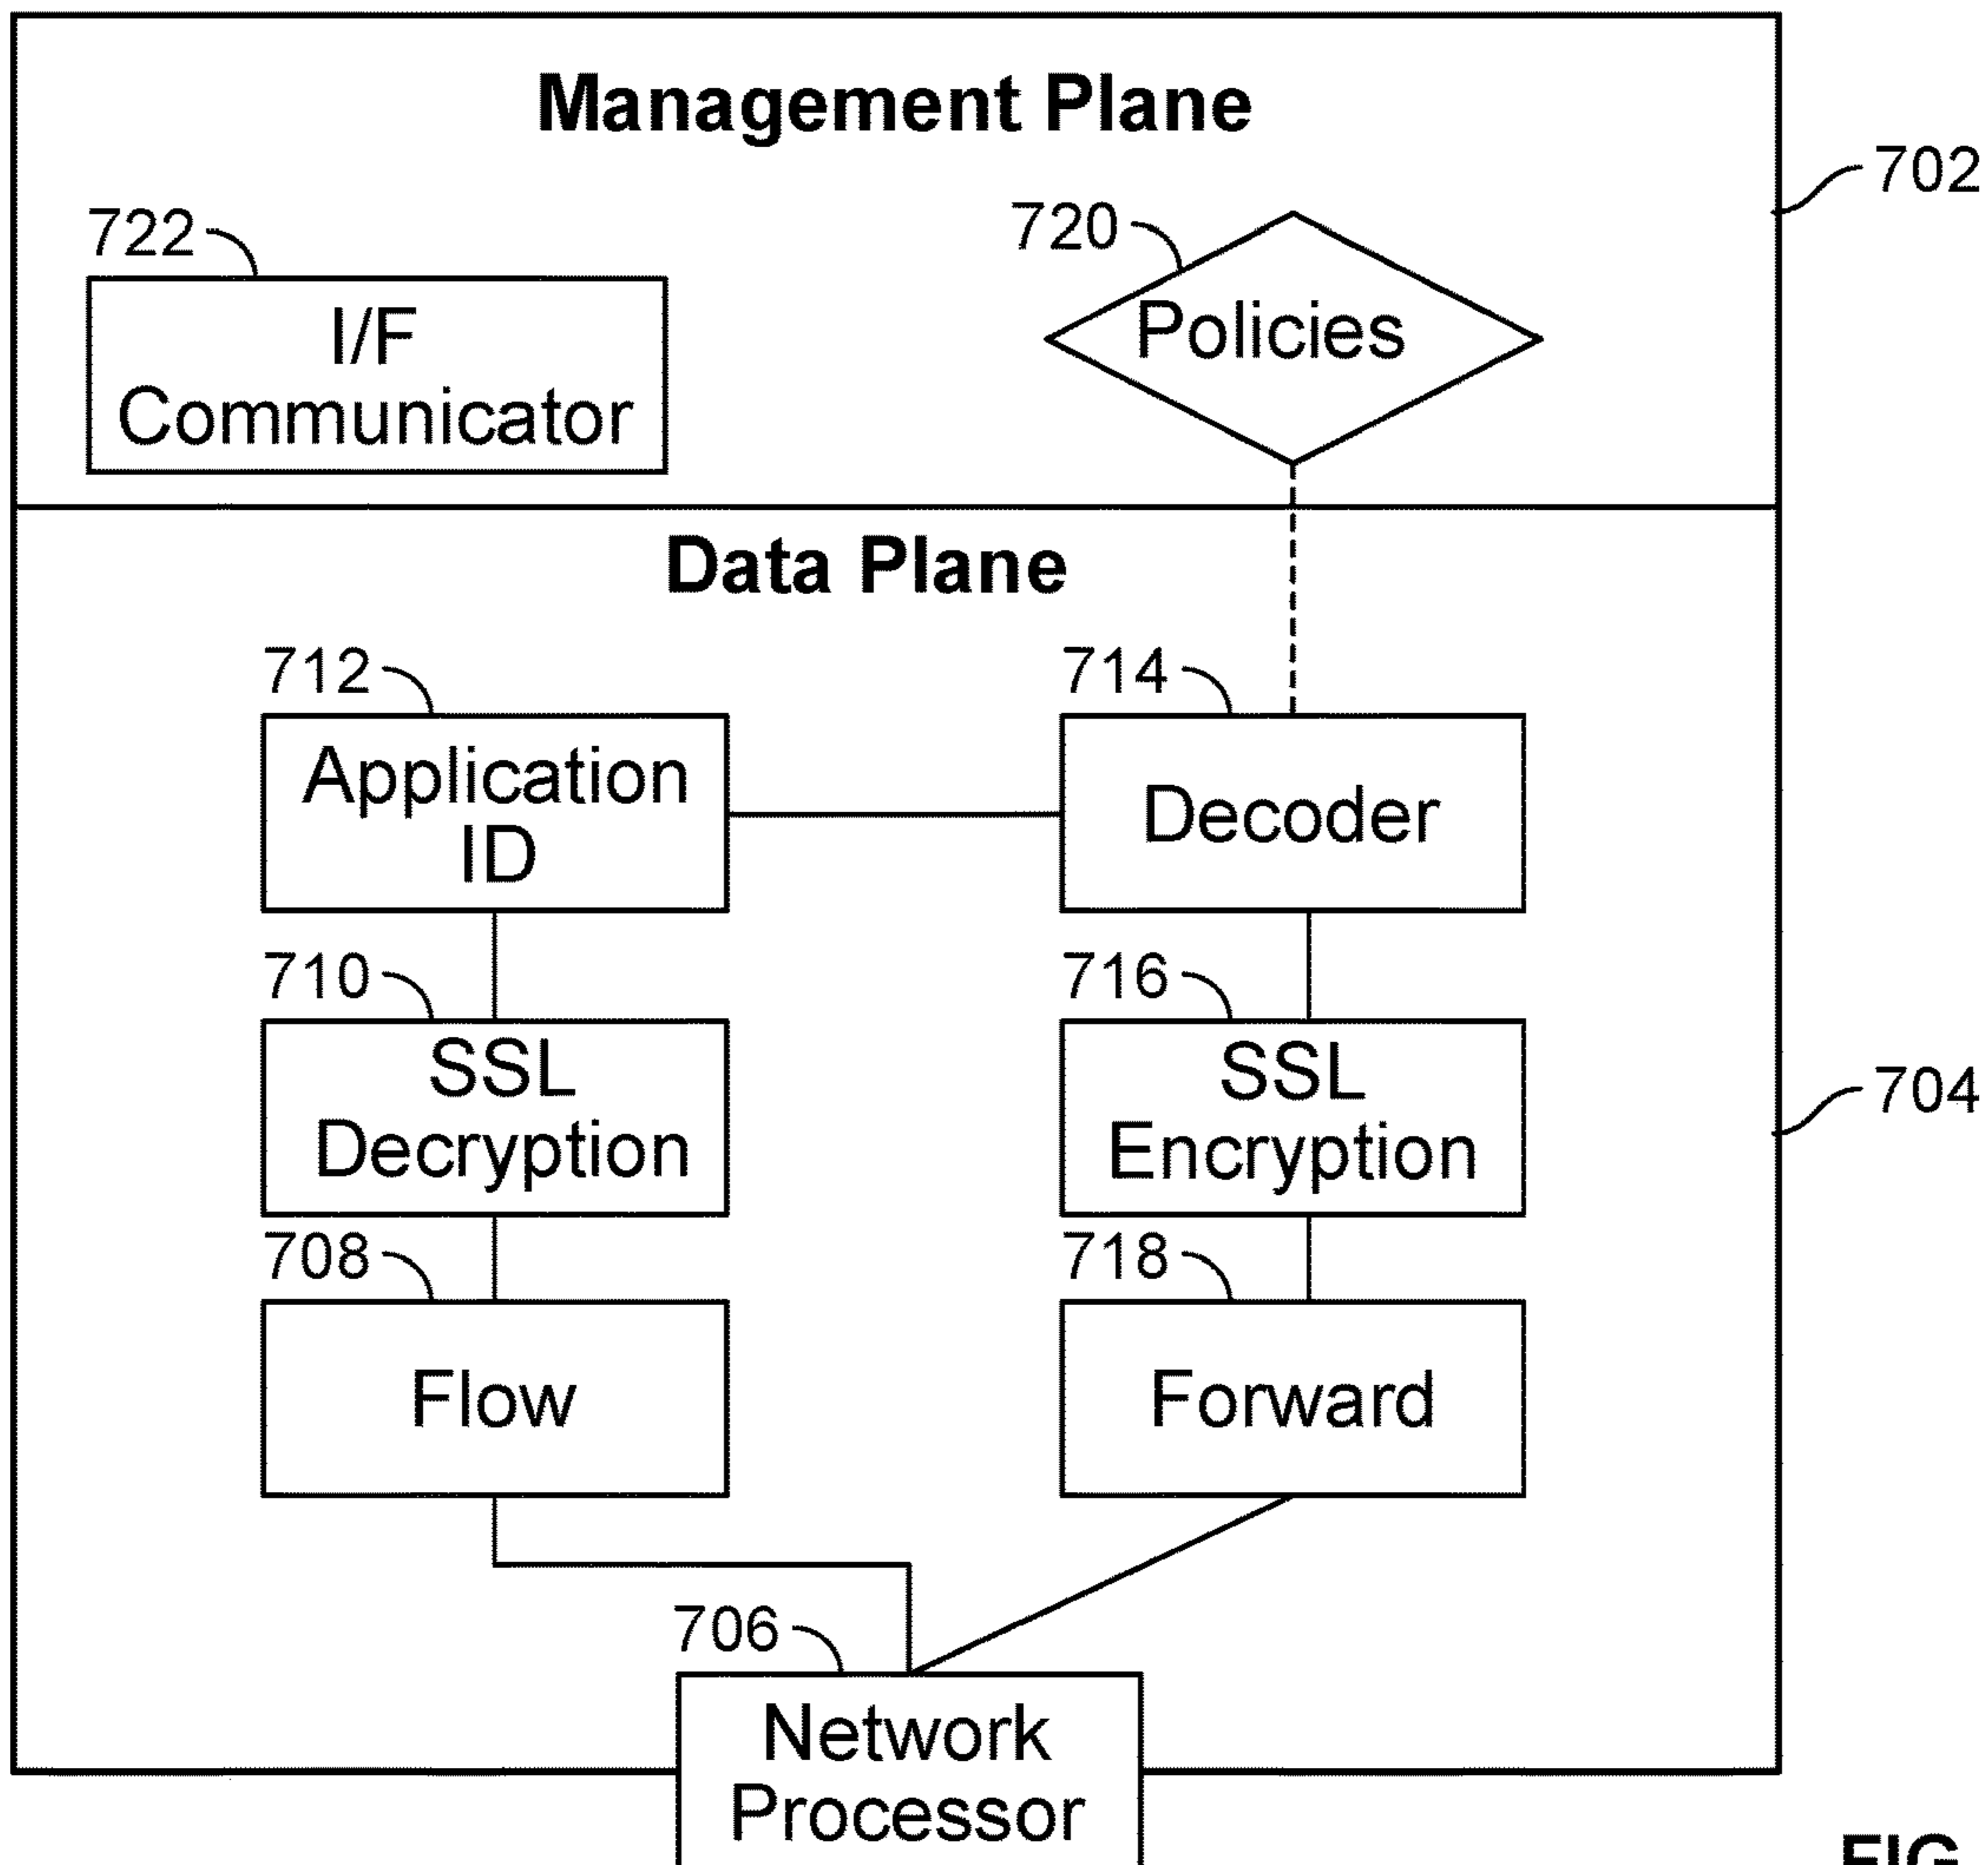 Management Plane
702
722
720
I/F
Communicator
Policies
Data Plane
712
714
Application
ID
Decoder
710
716
SSL
Decryption
SSL
Encryption
704
708
718
Flow
Forward
706
Network
Processor
FIG